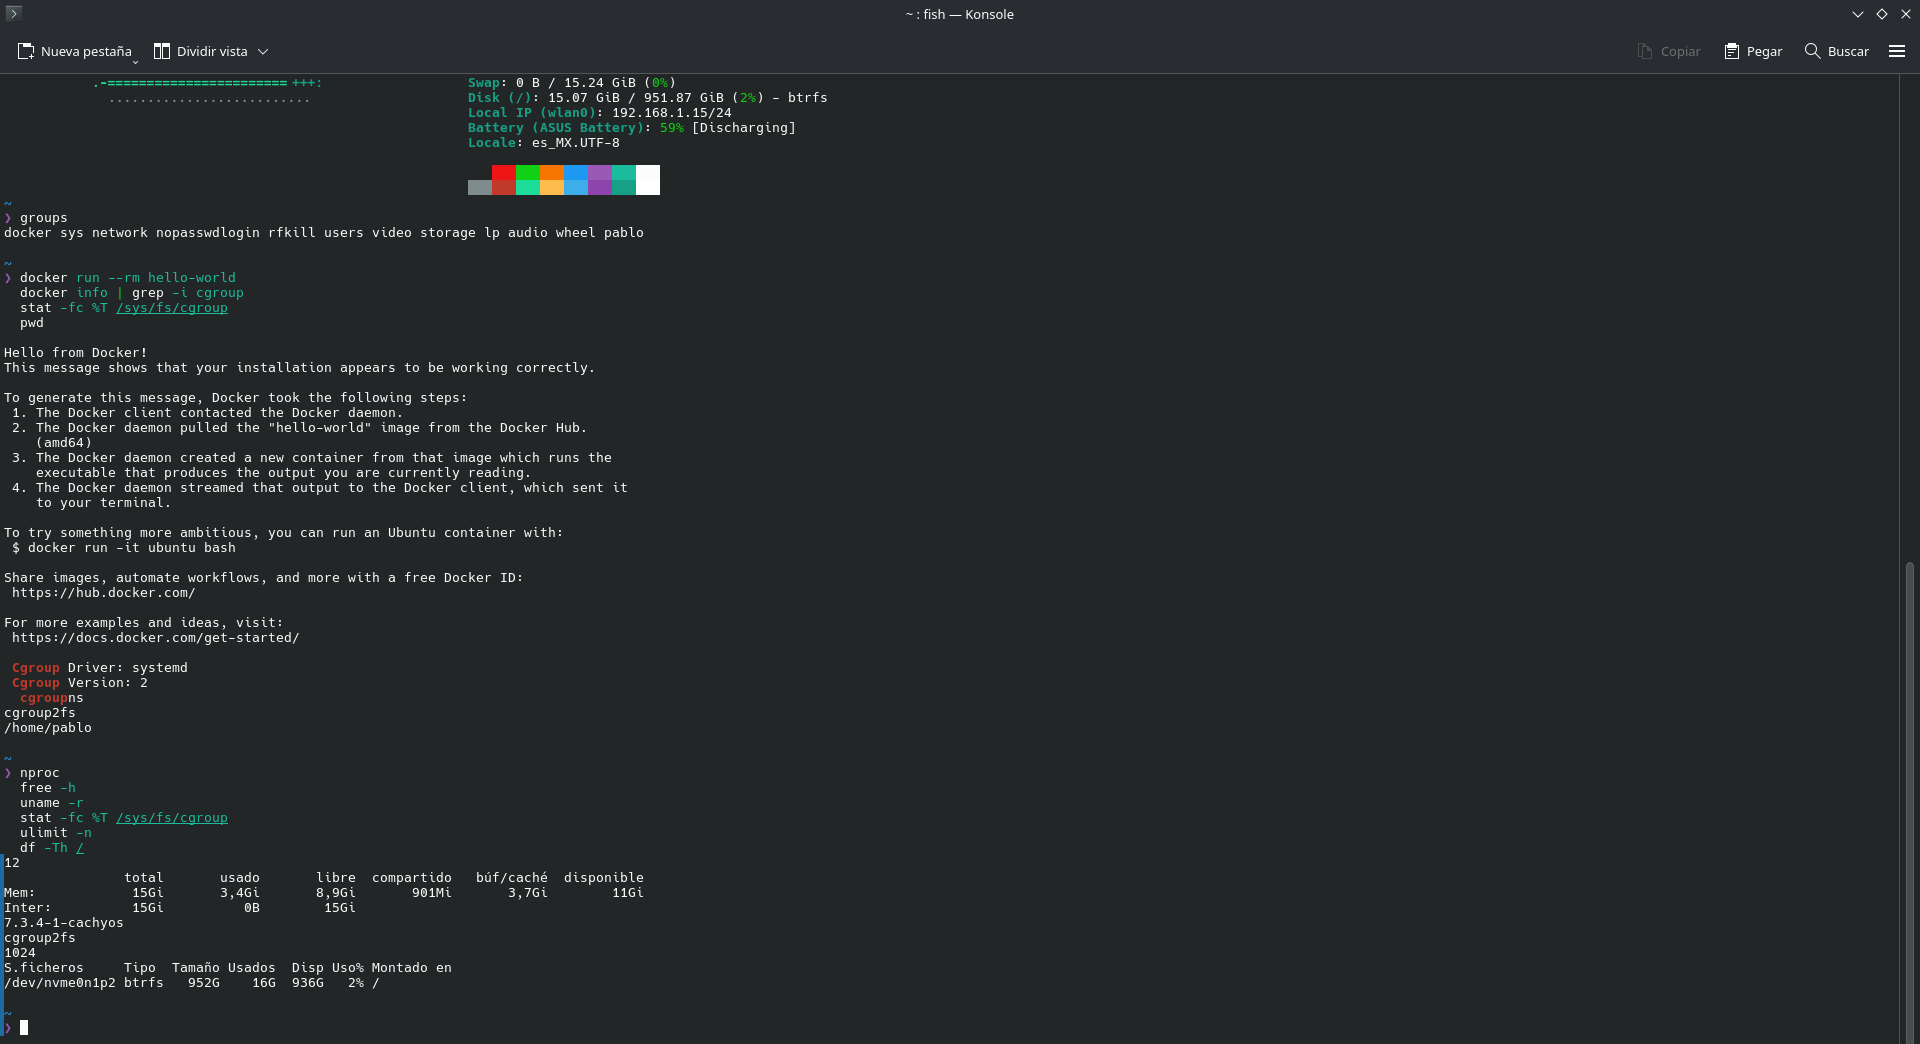 ~ : fish — Konsole
Nueva pestaña Dividir vista Copiar Pegar Buscar
.-======================= +++: Swap: 0 B / 15.24 GiB (0%)
......................... Disk (/): 15.07 GiB / 951.87 GiB (2%) - btrfs
Local IP (wlan0): 192.168.1.15/24
Battery (ASUS Battery): 59% [Discharging]
Locale: es_MX.UTF-8
~
❯ groups
docker sys network nopasswdlogin rfkill users video storage lp audio wheel pablo
~
❯ docker run --rm hello-world
docker info | grep -i cgroup
stat -fc %T /sys/fs/cgroup
pwd
Hello from Docker!
This message shows that your installation appears to be working correctly.
To generate this message, Docker took the following steps:
1. The Docker client contacted the Docker daemon.
2. The Docker daemon pulled the "hello-world" image from the Docker Hub.
(amd64)
3. The Docker daemon created a new container from that image which runs the
executable that produces the output you are currently reading.
4. The Docker daemon streamed that output to the Docker client, which sent it
to your terminal.
To try something more ambitious, you can run an Ubuntu container with:
$ docker run -it ubuntu bash
Share images, automate workflows, and more with a free Docker ID:
https://hub.docker.com/
For more examples and ideas, visit:
https://docs.docker.com/get-started/
Cgroup Driver: systemd
Cgroup Version: 2
cgroupns
cgroup2fs
/home/pablo
~
❯ nproc
free -h
uname -r
stat -fc %T /sys/fs/cgroup
ulimit -n
df -Th /
12
total usado libre compartido búf/caché disponible
Mem: 15Gi 3,4Gi 8,9Gi 901Mi 3,7Gi 11Gi
Inter: 15Gi 0B 15Gi
7.3.4-1-cachyos
cgroup2fs
1024
S.ficheros Tipo Tamaño Usados Disp Uso% Montado en
/dev/nvme0n1p2 btrfs 952G 16G 936G 2% /
~
❯